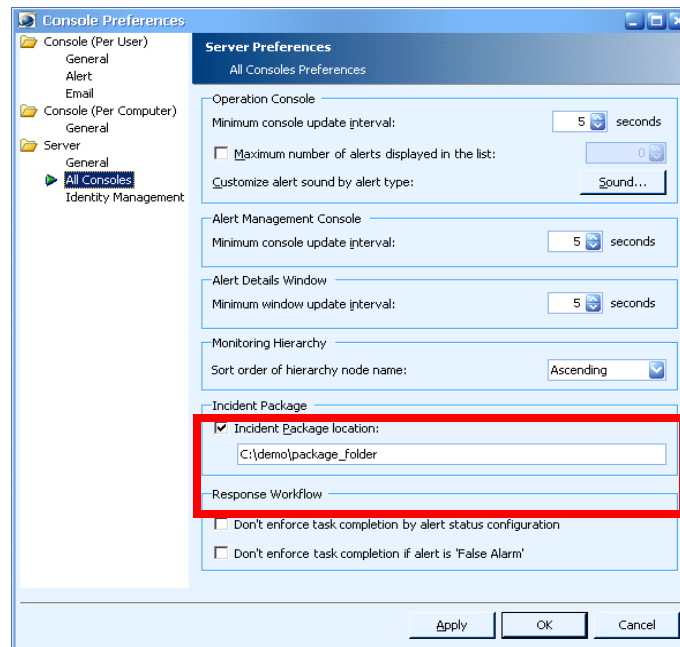 Console Preferences
Console (Per User)
General
Alert
Email
Console (Per Computer)
General
Server
General
All Consoles
Identity Management
Server Preferences
All Consoles Preferences
Operation Console
Minimum console update interval: 5 seconds
Maximum number of alerts displayed in the list: 0
Customize alert sound by alert type: Sound...
Alert Management Console
Minimum console update interval: 5 seconds
Alert Details Window
Minimum window update interval: 5 seconds
Monitoring Hierarchy
Sort order of hierarchy node name: Ascending
Incident Package
Incident Package location:
C:\demo\package_folder
Response Workflow
Don't enforce task completion by alert status configuration
Don't enforce task completion if alert is 'False Alarm'
Apply OK Cancel